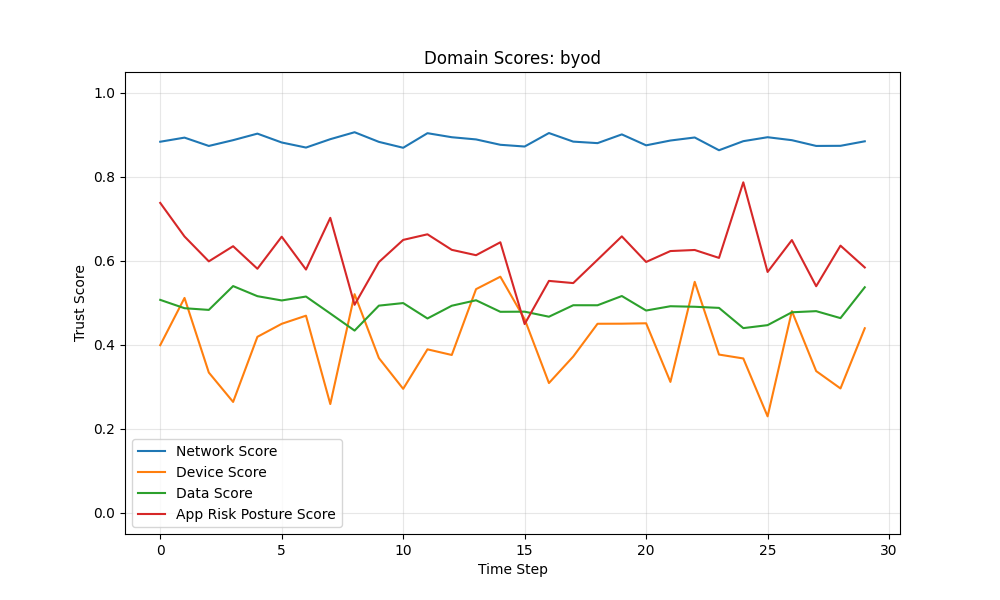 Domain Scores: byod
Trust Score
1.0
0.8
0.6
0.4
0.2
0.0
Network Score
Device Score
Data Score
App Risk Posture Score
0 5 10 15 20 25 30
Time Step